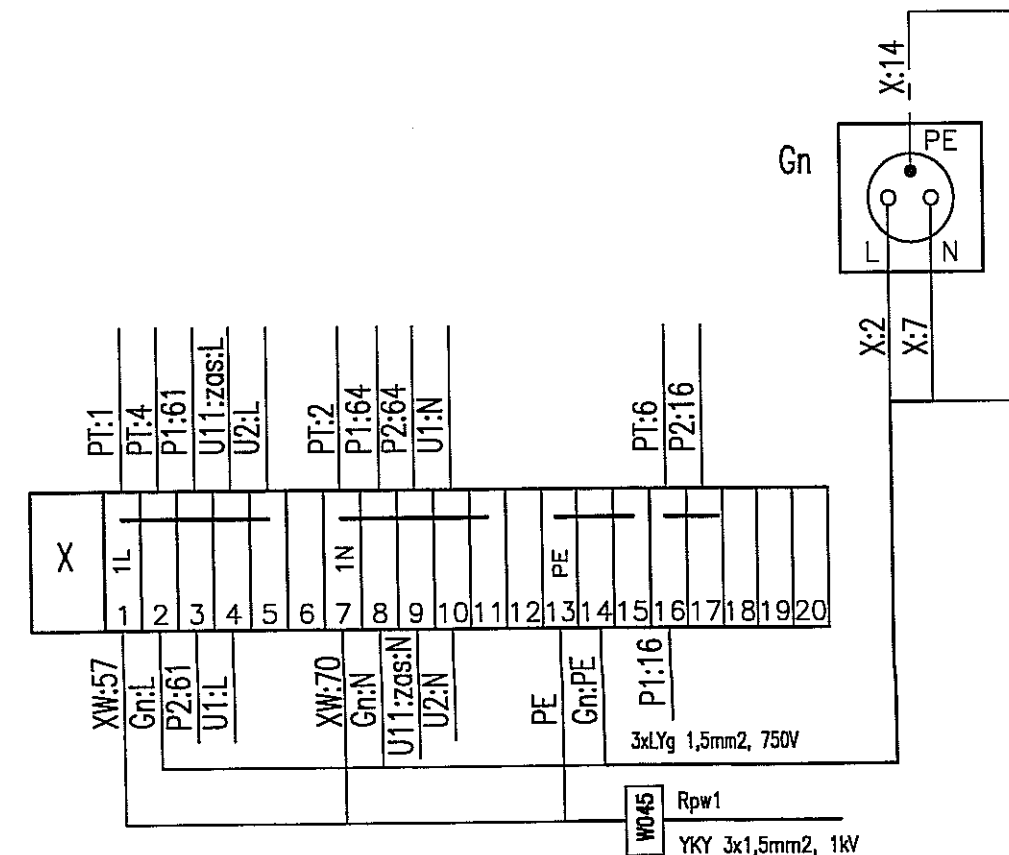 X:14
Gn
PE
L
N
X:2
X:7
PT:1
PT:4
P1:61
U11:zas:L
U2:L
PT:2
P1:64
P2:64
U1:N
PT:6
P2:16
X
1L
1N
PE
1 2 3 4 5 6 7 8 9 10 11 12 13 14 15 16 17 18 19 20
XW:57
Gn:L
P2:61
U1:L
XW:70
Gn:N
U11:zas:N
U2:N
PE
Gn:PE
P1:16
3xLYg 1,5mm2, 750V
W045
Rpw1
YKY 3x1,5mm2, 1kV